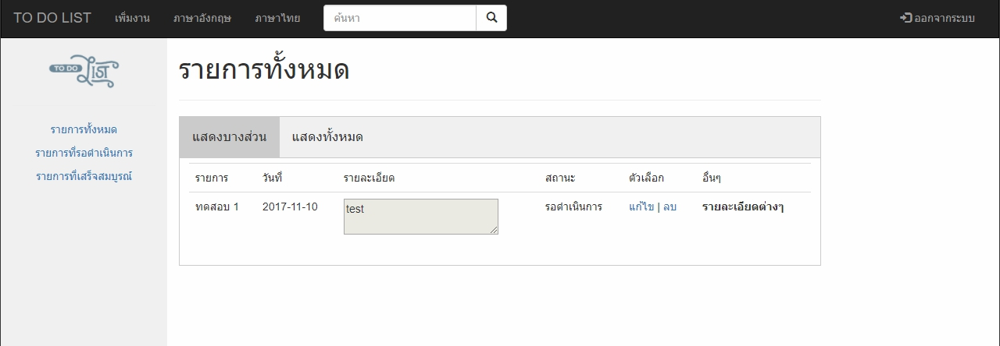 TO DO LIST เพิ่มงาน ภาษาอังกฤษ ภาษาไทย ค้นหา ออกจากระบบ
TO DO LIST
รายการทั้งหมด
รายการที่รอดำเนินการ
รายการที่เสร็จสมบูรณ์
รายการทั้งหมด
แสดงบางส่วน แสดงทั้งหมด
รายการ วันที่ รายละเอียด สถานะ ตัวเลือก อื่นๆ
ทดสอบ 1 2017-11-10 test รอดำเนินการ แก้ไข | ลบ รายละเอียดต่างๆ